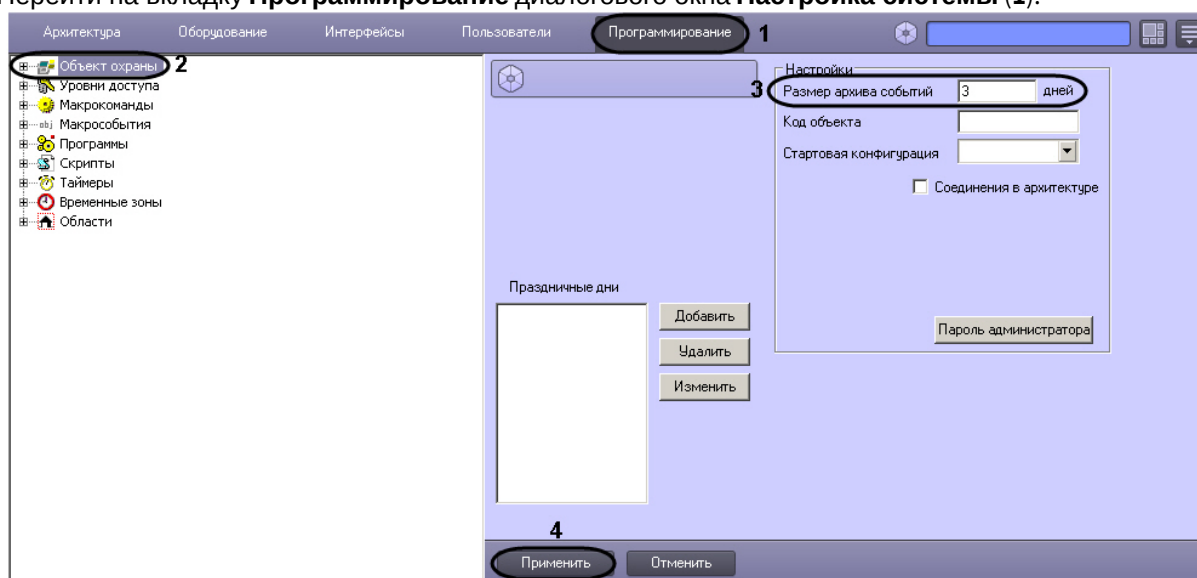 Перейти на вкладку Программирование диалогового окна Настройка системы (1).
Архитектура Оборудование Интерфейсы Пользователи Программирование 1
Объект охраны 2
Уровни доступа
Макрокоманды
Макрособытия
Программы
Скрипты
Таймеры
Временные зоны
Области
Настройки
3 Размер архива событий 3 дней
Код объекта
Стартовая конфигурация
Соединения в архитектуре
Пароль администратора
Праздничные дни
Добавить
Удалить
Изменить
4
Применить Отменить